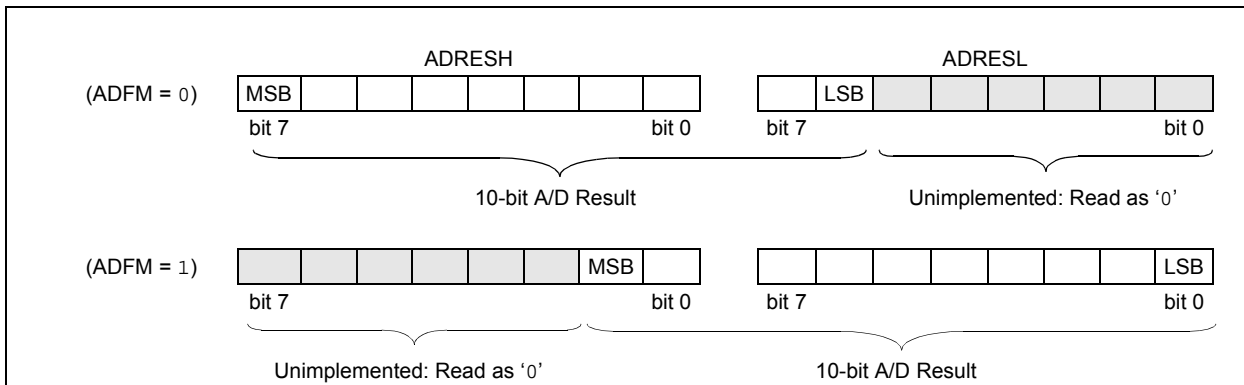 ADRESH ADRESL
(ADFM = 0) MSB LSB
bit 7 bit 0 bit 7 bit 0
10-bit A/D Result Unimplemented: Read as ‘0’
(ADFM = 1) MSB LSB
bit 7 bit 0 bit 7 bit 0
Unimplemented: Read as ‘0’ 10-bit A/D Result